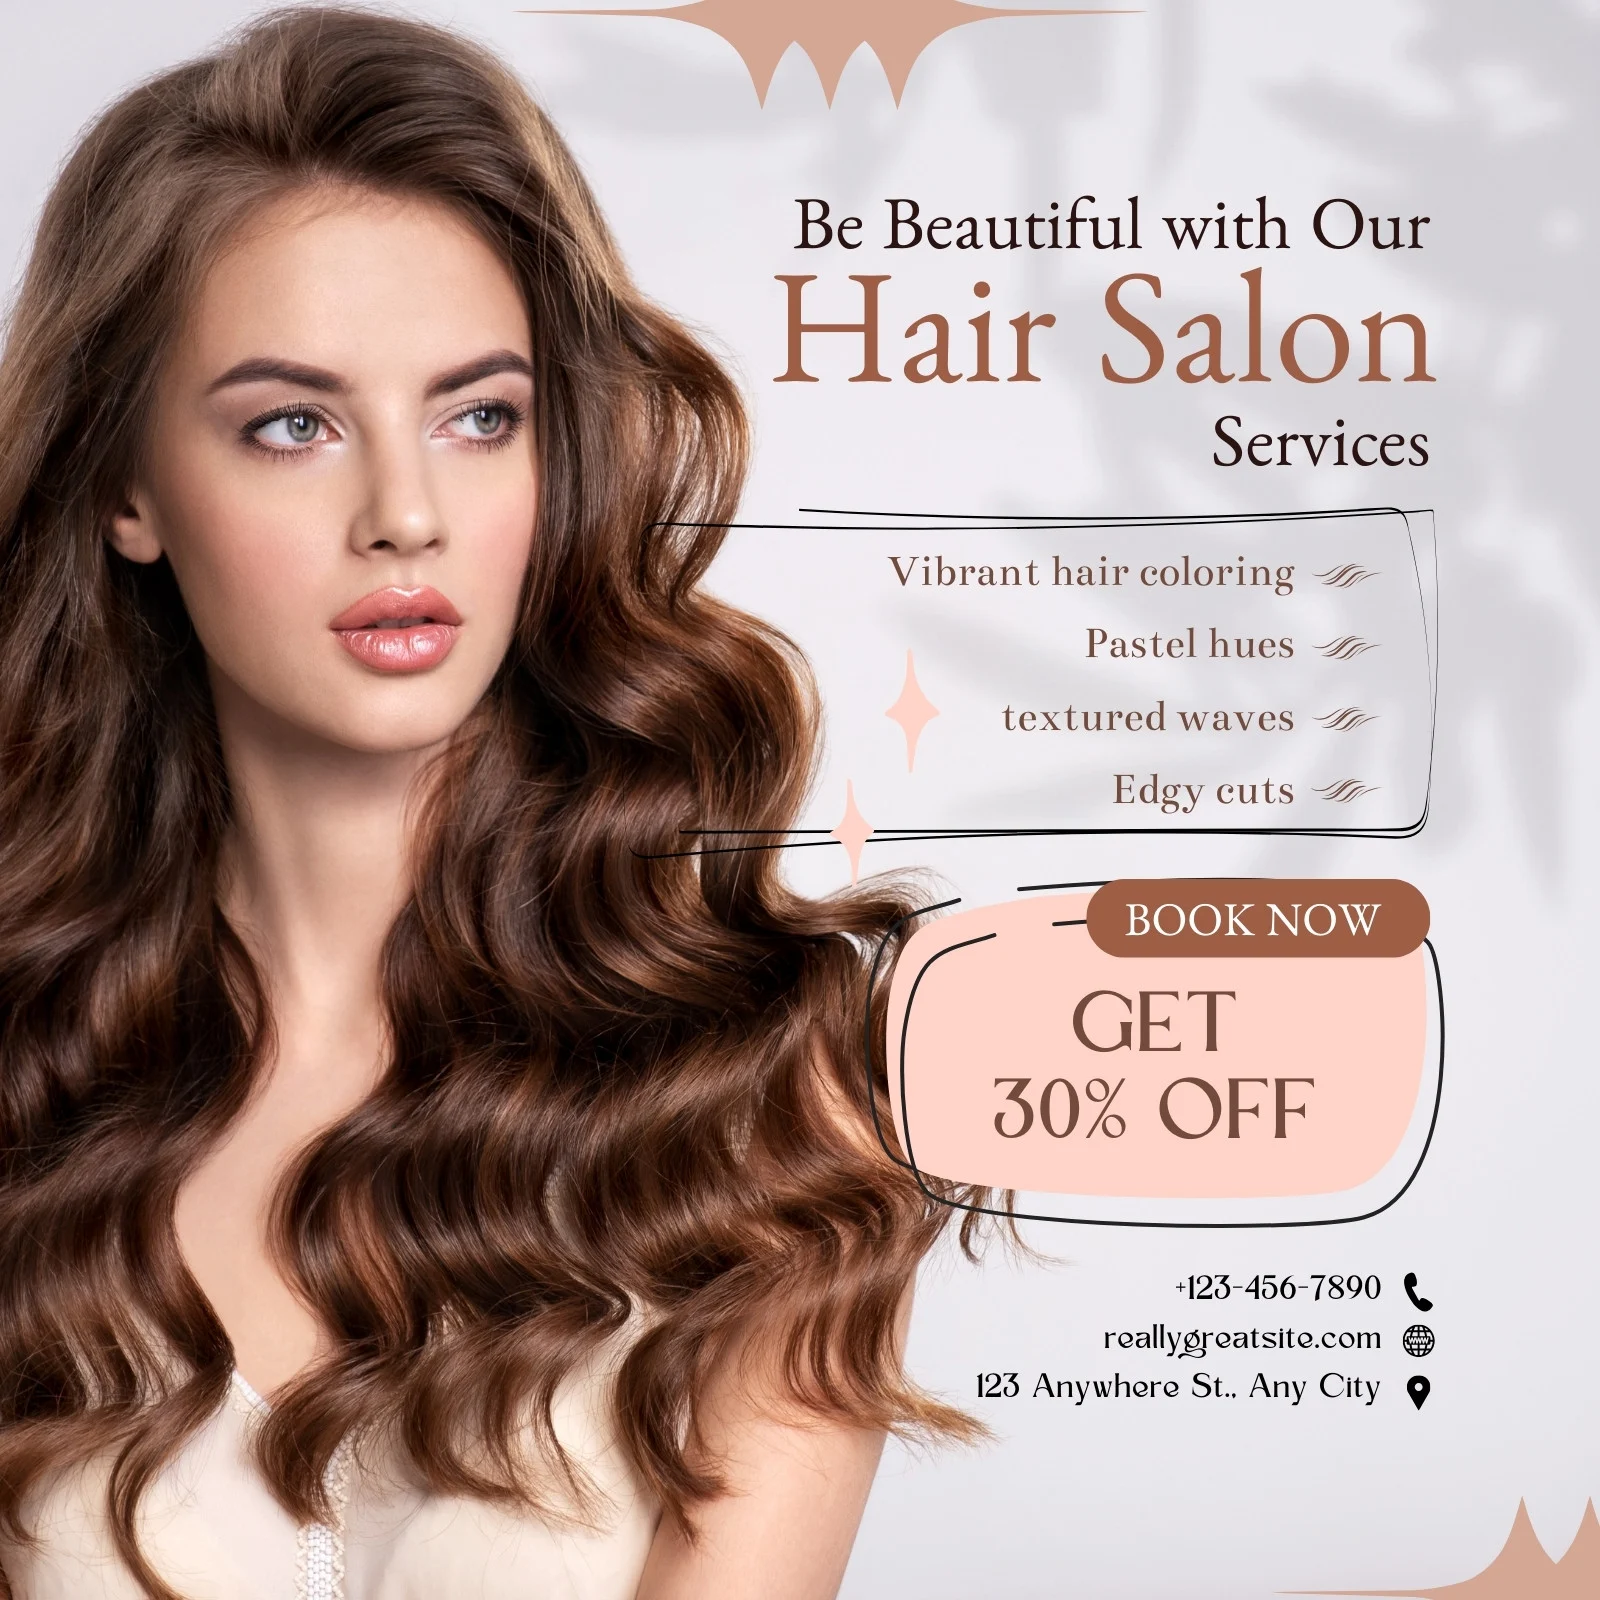 Be Beautiful with Our
Hair Salon
Services
Vibrant hair coloring
Pastel hues
textured waves
Edgy cuts
BOOK NOW
GET
30% OFF
+123-456-7890
reallygreatsite.com
123 Anywhere St., Any City